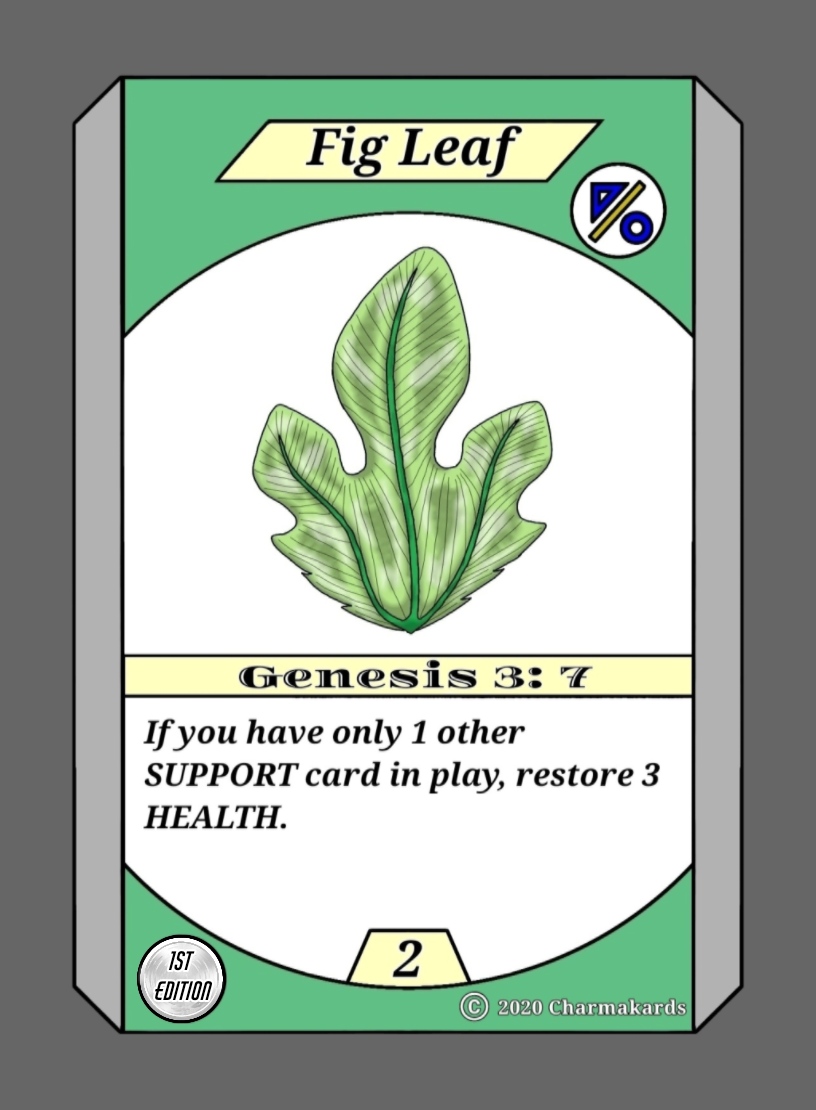 Fig Leaf
Genesis 3: 7
If you have only 1 other
SUPPORT card in play, restore 3
HEALTH.
2
1ST
EDITION
© 2020 Charmakards